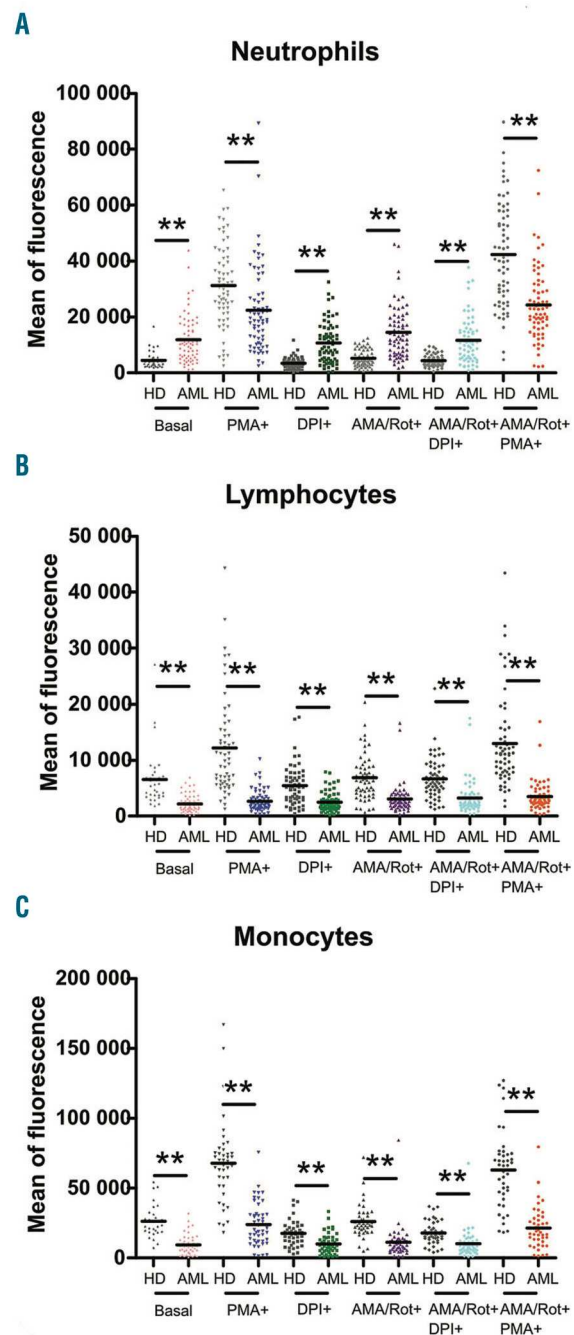 A
Neutrophils
Mean of fluorescence
100 000
80 000
60 000
40 000
20 000
0
** ** ** ** ** **
HD AML HD AML HD AML HD AML HD AML HD AML
Basal PMA+ DPI+ AMA/Rot+ AMA/Rot+ AMA/Rot+
DPI+ PMA+
B
Lymphocytes
Mean of fluorescence
50 000
40 000
30 000
20 000
10 000
0
** ** ** ** ** **
HD AML HD AML HD AML HD AML HD AML HD AML
Basal PMA+ DPI+ AMA/Rot+ AMA/Rot+ AMA/Rot+
DPI+ PMA+
C
Monocytes
Mean of fluorescence
200 000
150 000
100 000
50 000
0
** ** ** ** ** **
HD AML HD AML HD AML HD AML HD AML HD AML
Basal PMA+ DPI+ AMA/Rot+ AMA/Rot+ AMA/Rot+
DPI+ PMA+